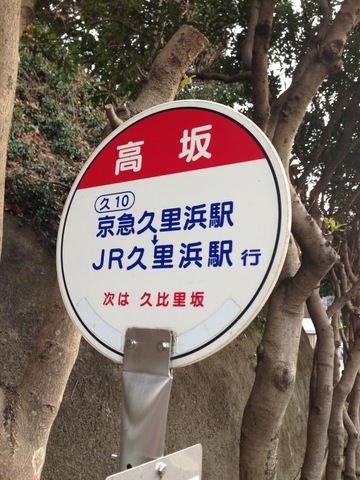 高坂
久10
京急久里浜駅
↓
JR久里浜駅 行
次は 久比里坂